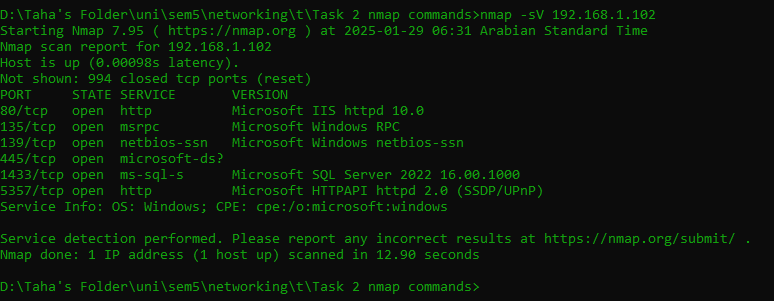 D:\Taha's Folder\uni\sem5\networking\t\Task 2 nmap commands>nmap -sV 192.168.1.102
Starting Nmap 7.95 ( https://nmap.org ) at 2025-01-29 06:31 Arabian Standard Time
Nmap scan report for 192.168.1.102
Host is up (0.00098s latency).
Not shown: 994 closed tcp ports (reset)
PORT     STATE SERVICE       VERSION
80/tcp   open  http          Microsoft IIS httpd 10.0
135/tcp  open  msrpc         Microsoft Windows RPC
139/tcp  open  netbios-ssn   Microsoft Windows netbios-ssn
445/tcp  open  microsoft-ds?
1433/tcp open  ms-sql-s      Microsoft SQL Server 2022 16.00.1000
5357/tcp open  http          Microsoft HTTPAPI httpd 2.0 (SSDP/UPnP)
Service Info: OS: Windows; CPE: cpe:/o:microsoft:windows

Service detection performed. Please report any incorrect results at https://nmap.org/submit/ .
Nmap done: 1 IP address (1 host up) scanned in 12.90 seconds

D:\Taha's Folder\uni\sem5\networking\t\Task 2 nmap commands>